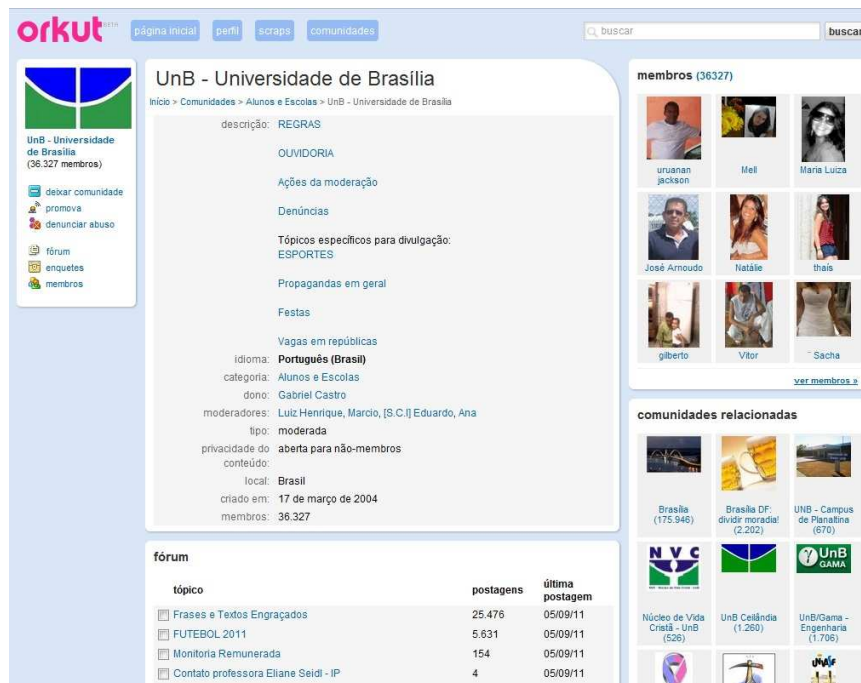 orkut BETA
página inicial perfil scraps comunidades
buscar
buscar
UnB - Universidade
de Brasília
(36.327 membros)
deixar comunidade
promova
denunciar abuso
fórum
enquetes
membros
UnB - Universidade de Brasília
Início > Comunidades > Alunos e Escolas > UnB - Universidade de Brasília
descrição: REGRAS
OUVIDORIA
Ações da moderação
Denúncias
Tópicos específicos para divulgação:
ESPORTES
Propagandas em geral
Festas
Vagas em repúblicas
idioma: Português (Brasil)
categoria: Alunos e Escolas
dono: Gabriel Castro
moderadores: Luiz Henrique, Marcio, [S.C.I] Eduardo, Ana
tipo: moderada
privacidade do conteúdo: aberta para não-membros
local: Brasil
criado em: 17 de março de 2004
membros: 36.327
fórum
tópico postagens última postagem
Frases e Textos Engraçados 25.476 05/09/11
FUTEBOL 2011 5.631 05/09/11
Monitoria Remunerada 154 05/09/11
Contato professora Eliane Seidl - IP 4 05/09/11
membros (36327)
uruanan jackson
Mell
Maria Luiza
José Arnoudo
Natálie
thaís
gilberto
Vitor
¨ Sacha
ver membros »
comunidades relacionadas
Brasília
(175.946)
Brasília DF:
dividir moradia!
(2.202)
UNB - Campus
de Planaltina
(670)
NVC
UnB
GAMA
Núcleo de Vida
Cristã - UnB
(526)
UnB Ceilândia
(1.260)
UnB/Gama -
Engenharia
(1.706)